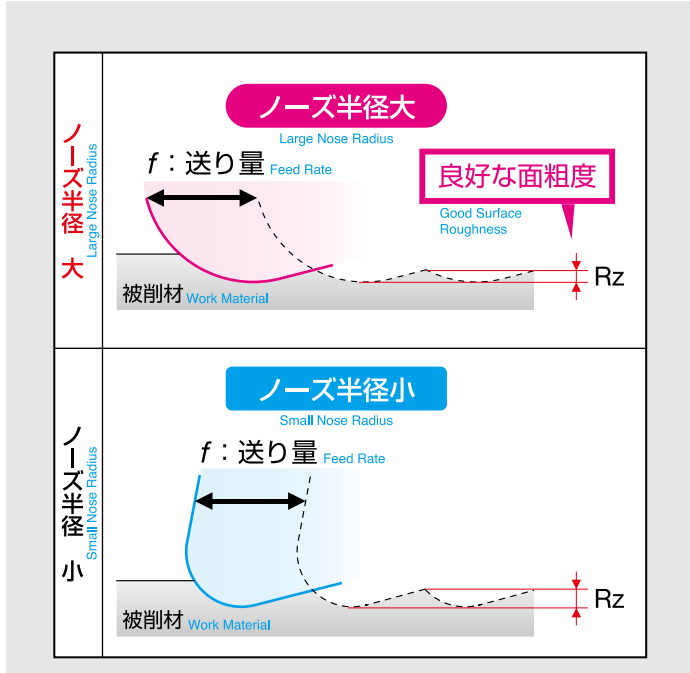 ノーズ半径 大
Large Nose Radius
ノーズ半径大
Large Nose Radius
f：送り量 Feed Rate
良好な面粗度
Good Surface
Roughness
被削材 Work Material
Rz
ノーズ半径 小
Small Nose Radius
ノーズ半径小
Small Nose Radius
f：送り量 Feed Rate
被削材 Work Material
Rz